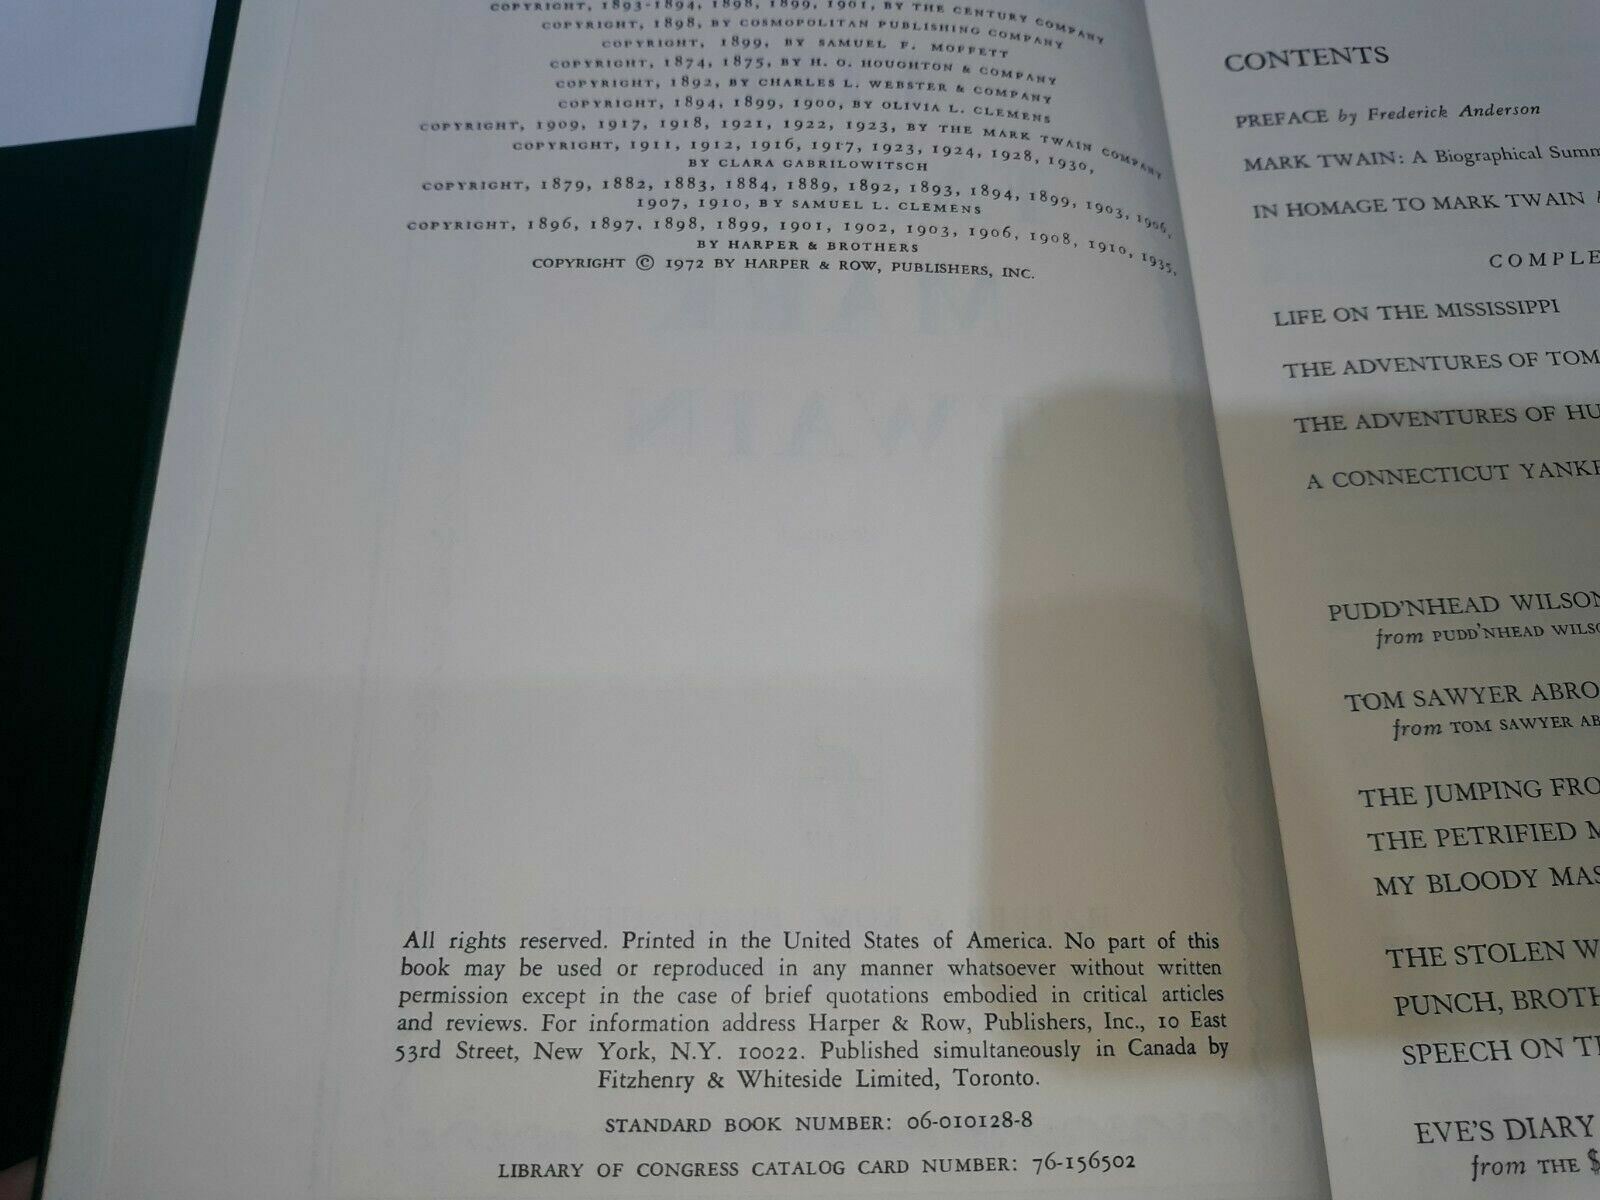 COPYRIGHT, 1893-1894, 1898, 1899, 1901, BY THE CENTURY COMPANY
COPYRIGHT, 1898, BY COSMOPOLITAN PUBLISHING COMPANY
COPYRIGHT, 1899, BY SAMUEL F. MOFFETT
COPYRIGHT, 1874, 1875, BY H. O. HOUGHTON & COMPANY
COPYRIGHT, 1892, BY CHARLES L. WEBSTER & COMPANY
COPYRIGHT, 1894, 1899, 1900, BY OLIVIA L. CLEMENS
COPYRIGHT, 1909, 1917, 1918, 1921, 1922, 1923, BY THE MARK TWAIN COMPANY
COPYRIGHT, 1911, 1912, 1916, 1917, 1923, 1924, 1928, 1930,
BY CLARA GABRILOWITSCH
COPYRIGHT, 1879, 1882, 1883, 1884, 1889, 1892, 1893, 1894, 1899, 1903, 1906,
1907, 1910, BY SAMUEL L. CLEMENS
COPYRIGHT, 1896, 1897, 1898, 1899, 1901, 1902, 1903, 1906, 1908, 1910, 1935,
BY HARPER & BROTHERS
COPYRIGHT © 1972 BY HARPER & ROW, PUBLISHERS, INC.
All rights reserved. Printed in the United States of America. No part of this
book may be used or reproduced in any manner whatsoever without written
permission except in the case of brief quotations embodied in critical articles
and reviews. For information address Harper & Row, Publishers, Inc., 10 East
53rd Street, New York, N.Y. 10022. Published simultaneously in Canada by
Fitzhenry & Whiteside Limited, Toronto.
STANDARD BOOK NUMBER: 06-010128-8
LIBRARY OF CONGRESS CATALOG CARD NUMBER: 76-156502
CONTENTS
PREFACE by Frederick Anderson
MARK TWAIN: A Biographical Summ
IN HOMAGE TO MARK TWAIN
COMPLE
LIFE ON THE MISSISSIPPI
THE ADVENTURES OF TOM
THE ADVENTURES OF HU
A CONNECTICUT YANKE
PUDD'NHEAD WILSON
from PUDD'NHEAD WILSO
TOM SAWYER ABRO
from TOM SAWYER AB
THE JUMPING FRO
THE PETRIFIED M
MY BLOODY MAS
THE STOLEN W
PUNCH, BROTH
SPEECH ON T
EVE'S DIARY
from THE $